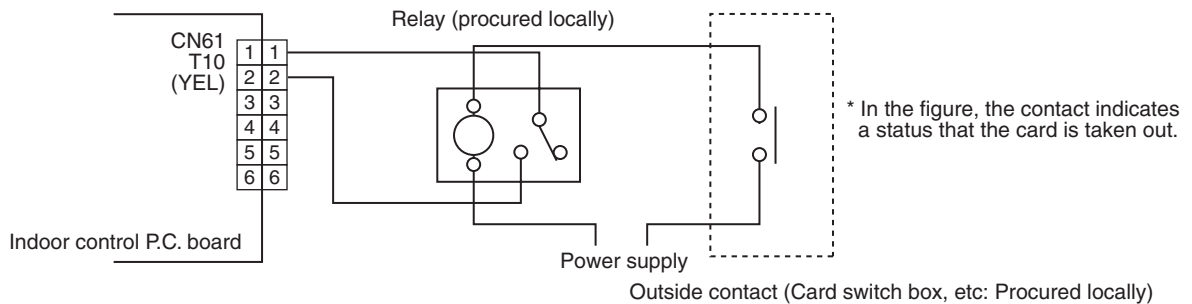 Relay (procured locally)
CN61
T10
(YEL)
1 1
2 2
3 3
4 4
5 5
6 6
* In the figure, the contact indicates
a status that the card is taken out.
Indoor control P.C. board
Power supply
Outside contact (Card switch box, etc: Procured locally)